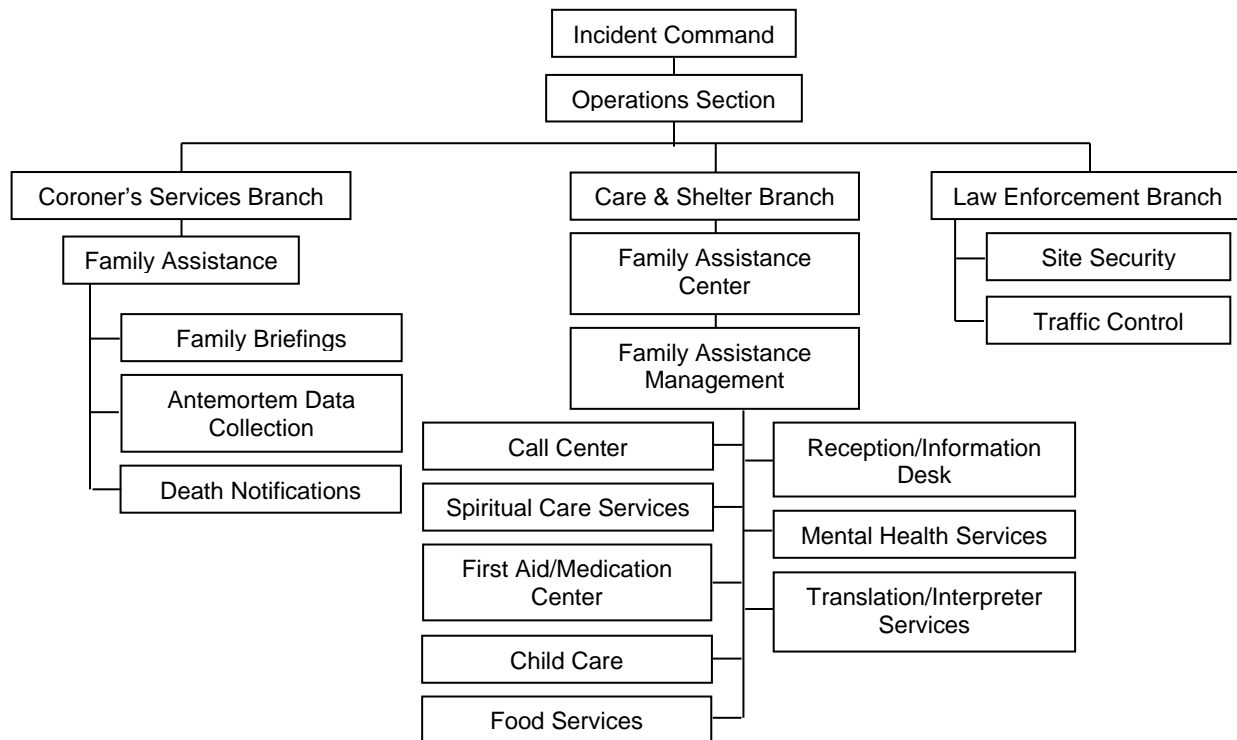 Incident Command
Operations Section
Coroner’s Services Branch
Care & Shelter Branch
Law Enforcement Branch
Family Assistance
Family Briefings
Antemortem Data
Collection
Death Notifications
Family Assistance
Center
Family Assistance
Management
Call Center
Spiritual Care Services
First Aid/Medication
Center
Child Care
Food Services
Reception/Information
Desk
Mental Health Services
Translation/Interpreter
Services
Site Security
Traffic Control